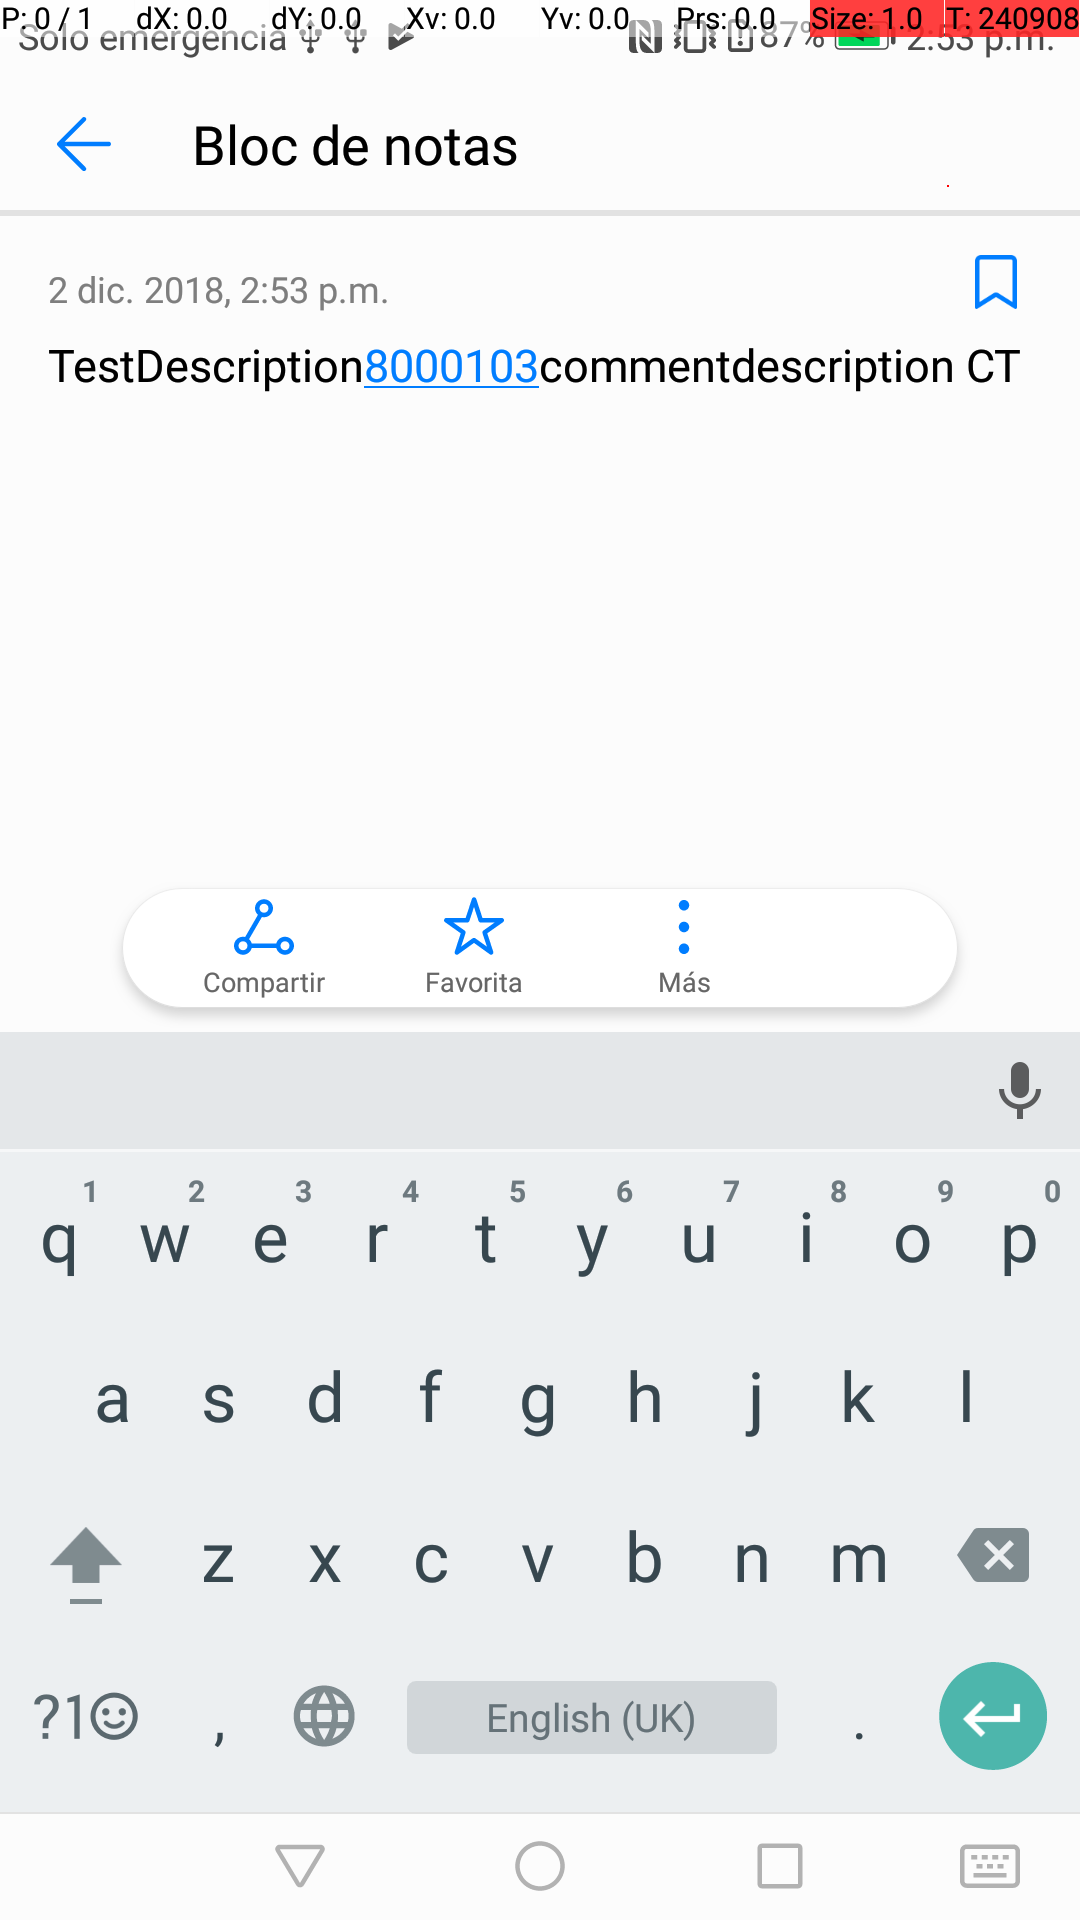 P: 0 / 1 dX: 0.0 dY: 0.0 Xv: 0.0 Yv: 0.0 Prs: 0.0 Size: 1.0 T: 240908
Solo emergencia 87% 2:53 p.m.
Bloc de notas
2 dic. 2018, 2:53 p.m.
TestDescription8000103commentdescription CT
Compartir Favorita Más
1 2 3 4 5 6 7 8 9 0
q w e r t y u i o p
a s d f g h j k l
z x c v b n m
?1 , English (UK) .